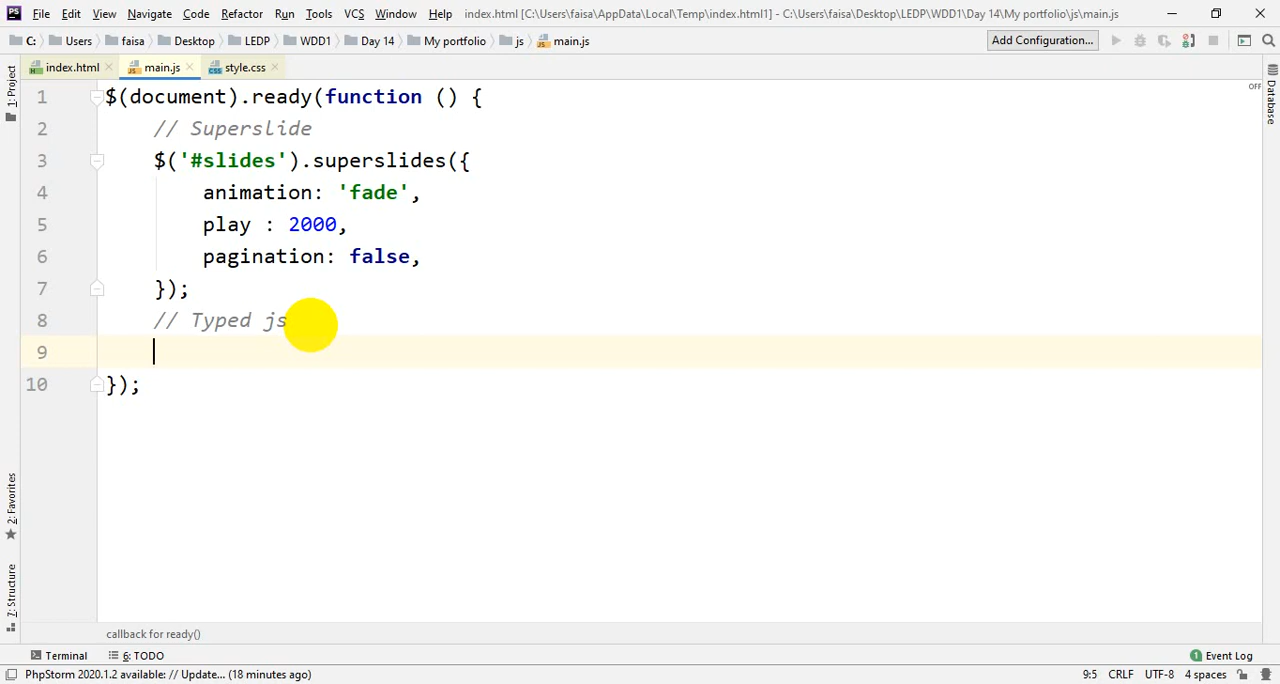 PS File Edit View Navigate Code Refactor Run Tools VCS Window Help index.html [C:\Users\faisa\AppData\Local\Temp\index.html1] - C:\Users\faisa\Desktop\LEDP\WDD1\Day 14\My portfolio\js\main.js
C: Users faisa Desktop LEDP WDD1 Day 14 My portfolio js main.js Add Configuration...
index.html main.js style.css
1: Project
Database
OFF
1 $(document).ready(function () {
2 // Superslide
3 $('#slides').superslides({
4 animation: 'fade',
5 play : 2000,
6 pagination: false,
7 });
8 // Typed js
9
10 });
2: Favorites
Z: Structure
callback for ready()
Terminal 6: TODO 1 Event Log
PhpStorm 2020.1.2 available: // Update... (18 minutes ago) 9:5 CRLF UTF-8 4 spaces